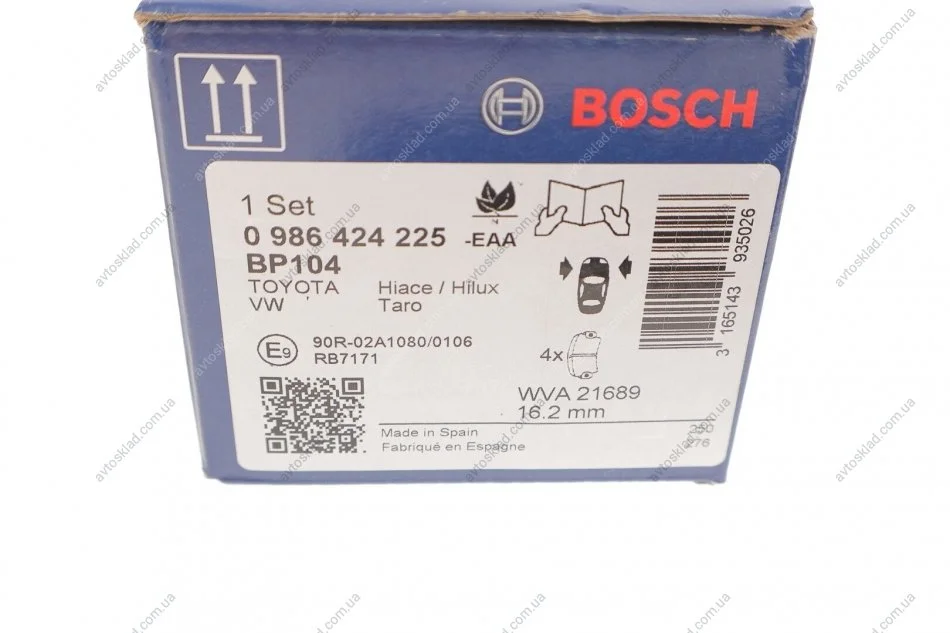 BOSCH
1 Set
0 986 424 225 -EAA
BP104
TOYOTA Hiace / Hilux
VW Taro
E9 90R-02A1080/0106
RB7171
4x
WVA 21689
16.2 mm
Made in Spain
Fabriqué en Espagne
3 165143 935026
avtosklad.com.ua